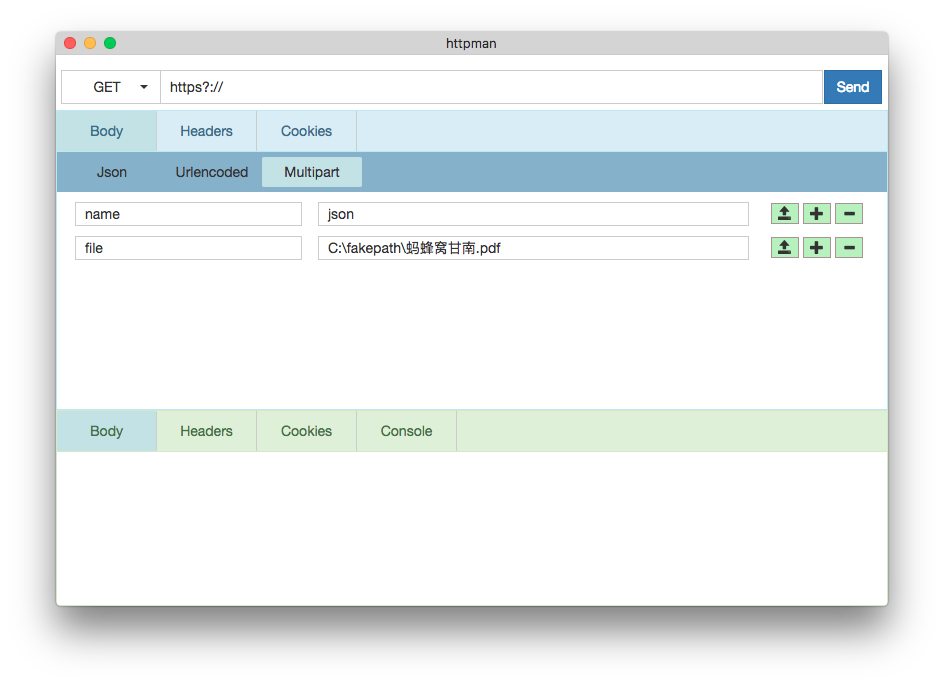 httpman
GET https?:// Send
Body Headers Cookies
Json Urlencoded Multipart
name json
file C:\fakepath\蚂蜂窝甘南.pdf
Body Headers Cookies Console